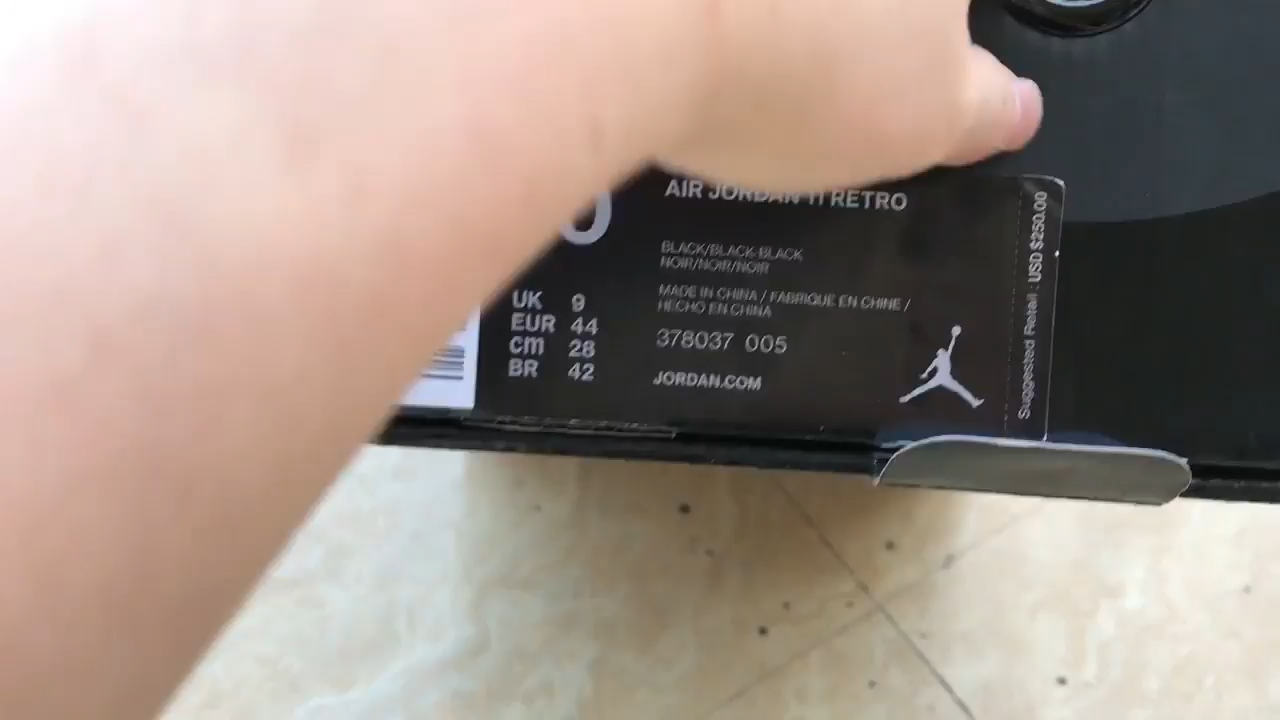 AIR JORDAN 11 RETRO
BLACK/BLACK-BLACK
NOIR/NOIR/NOIR
MADE IN CHINA / FABRIQUE EN CHINE /
HECHO EN CHINA
378037 005
JORDAN.COM
UK 9
EUR 44
cm 28
BR 42
Suggested Retail : USD $250.00